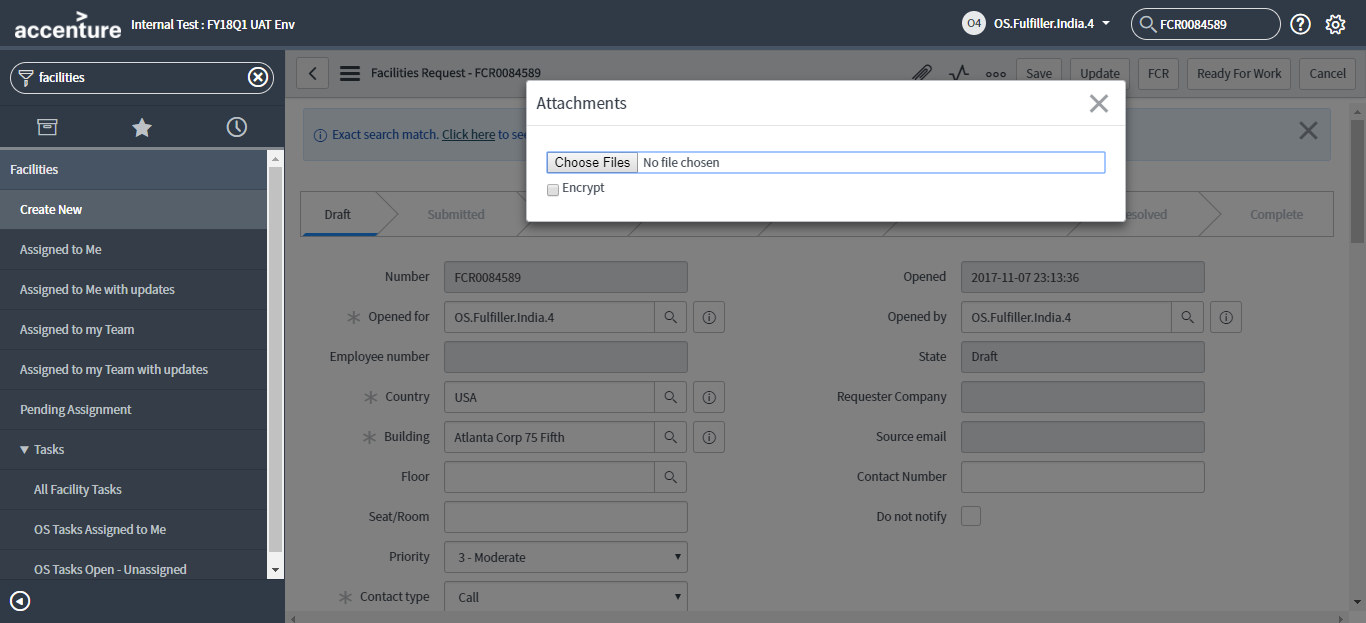 accenture
Internal Test : FY18Q1 UAT Env
O4 OS.Fulfiller.India.4
FCR0084589
facilities
Facilities
Create New
Assigned to Me
Assigned to Me with updates
Assigned to my Team
Assigned to my Team with updates
Pending Assignment
Tasks
All Facility Tasks
OS Tasks Assigned to Me
OS Tasks Open - Unassigned
Facilities Request - FCR0084589
Save
Update
FCR
Ready For Work
Cancel
Exact search match. Click here to
Attachments
Choose Files No file chosen
Encrypt
Draft
Submitted
Complete
Number FCR0084589
Opened 2017-11-07 23:13:36
Opened for OS.Fulfiller.India.4
Opened by OS.Fulfiller.India.4
Employee number
State Draft
Country USA
Requester Company
Building Atlanta Corp 75 Fifth
Source email
Floor
Contact Number
Seat/Room
Do not notify
Priority 3 - Moderate
Contact type Call